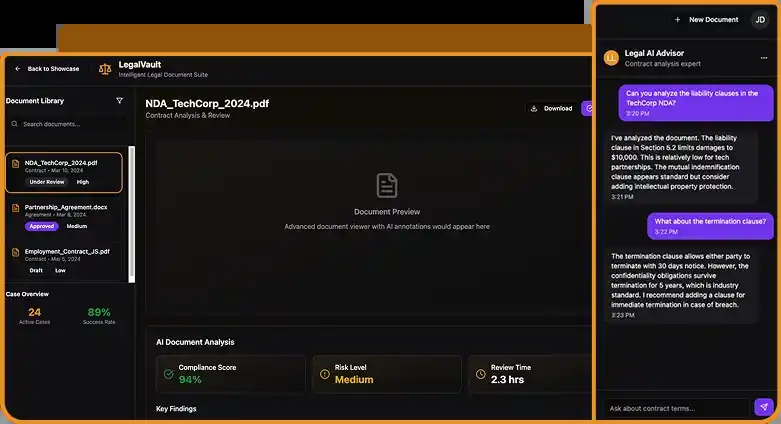 Back to Showcase
LegalVault
Intelligent Legal Document Suite
Document Library
Search documents...
NDA_TechCorp_2024.pdf
Contract • Mar 10, 2024
Under Review High
Partnership_Agreement.docx
Agreement • Mar 8, 2024
Approved Medium
Employment_Contract_JS.pdf
Contract • Mar 5, 2024
Draft Low
Case Overview
24
Active Cases
89%
Success Rate
NDA_TechCorp_2024.pdf
Contract Analysis & Review
Download
Document Preview
Advanced document viewer with AI annotations would appear here
AI Document Analysis
Compliance Score
94%
Risk Level
Medium
Review Time
2.3 hrs
Key Findings
New Document JD
Legal AI Advisor
Contract analysis expert
Can you analyze the liability clauses in the
TechCorp NDA?
3:20 PM
I've analyzed the document. The liability
clause in Section 5.2 limits damages to
$10,000. This is relatively low for tech
partnerships. The mutual indemnification
clause appears standard but consider
adding intellectual property protection.
3:21 PM
What about the termination clause?
3:22 PM
The termination clause allows either party to
terminate with 30 days notice. However, the
confidentiality obligations survive
termination for 5 years, which is industry
standard. I recommend adding a clause for
immediate termination in case of breach.
3:23 PM
Ask about contract terms...